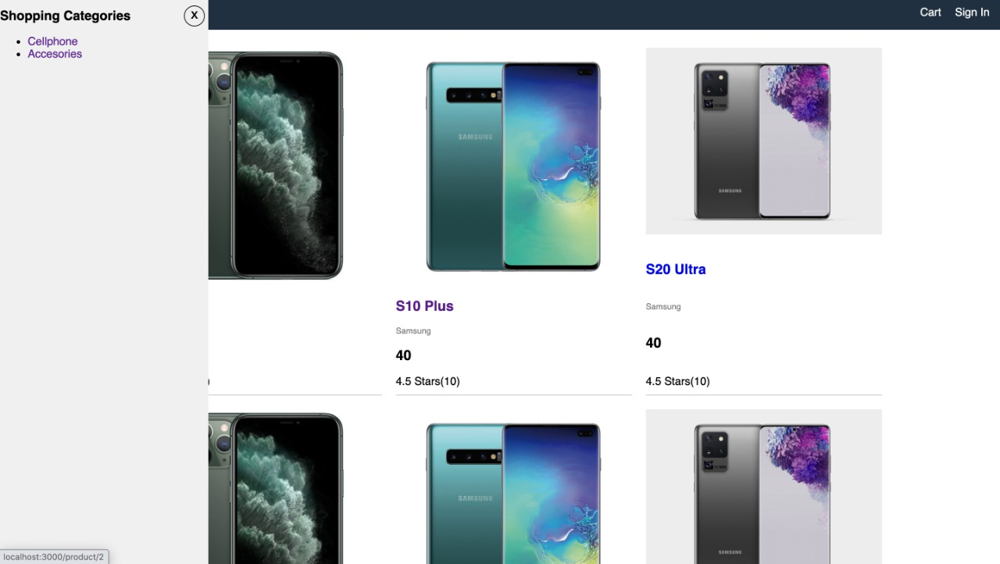 Shopping Categories
X
Cellphone
Accesories
Cart
Sign In
SAMSUNG
SAMSUNG
S10 Plus
Samsung
40
4.5 Stars(10)
S20 Ultra
Samsung
40
4.5 Stars(10)
)
SAMSUNG
SAMSUNG
localhost:3000/product/2